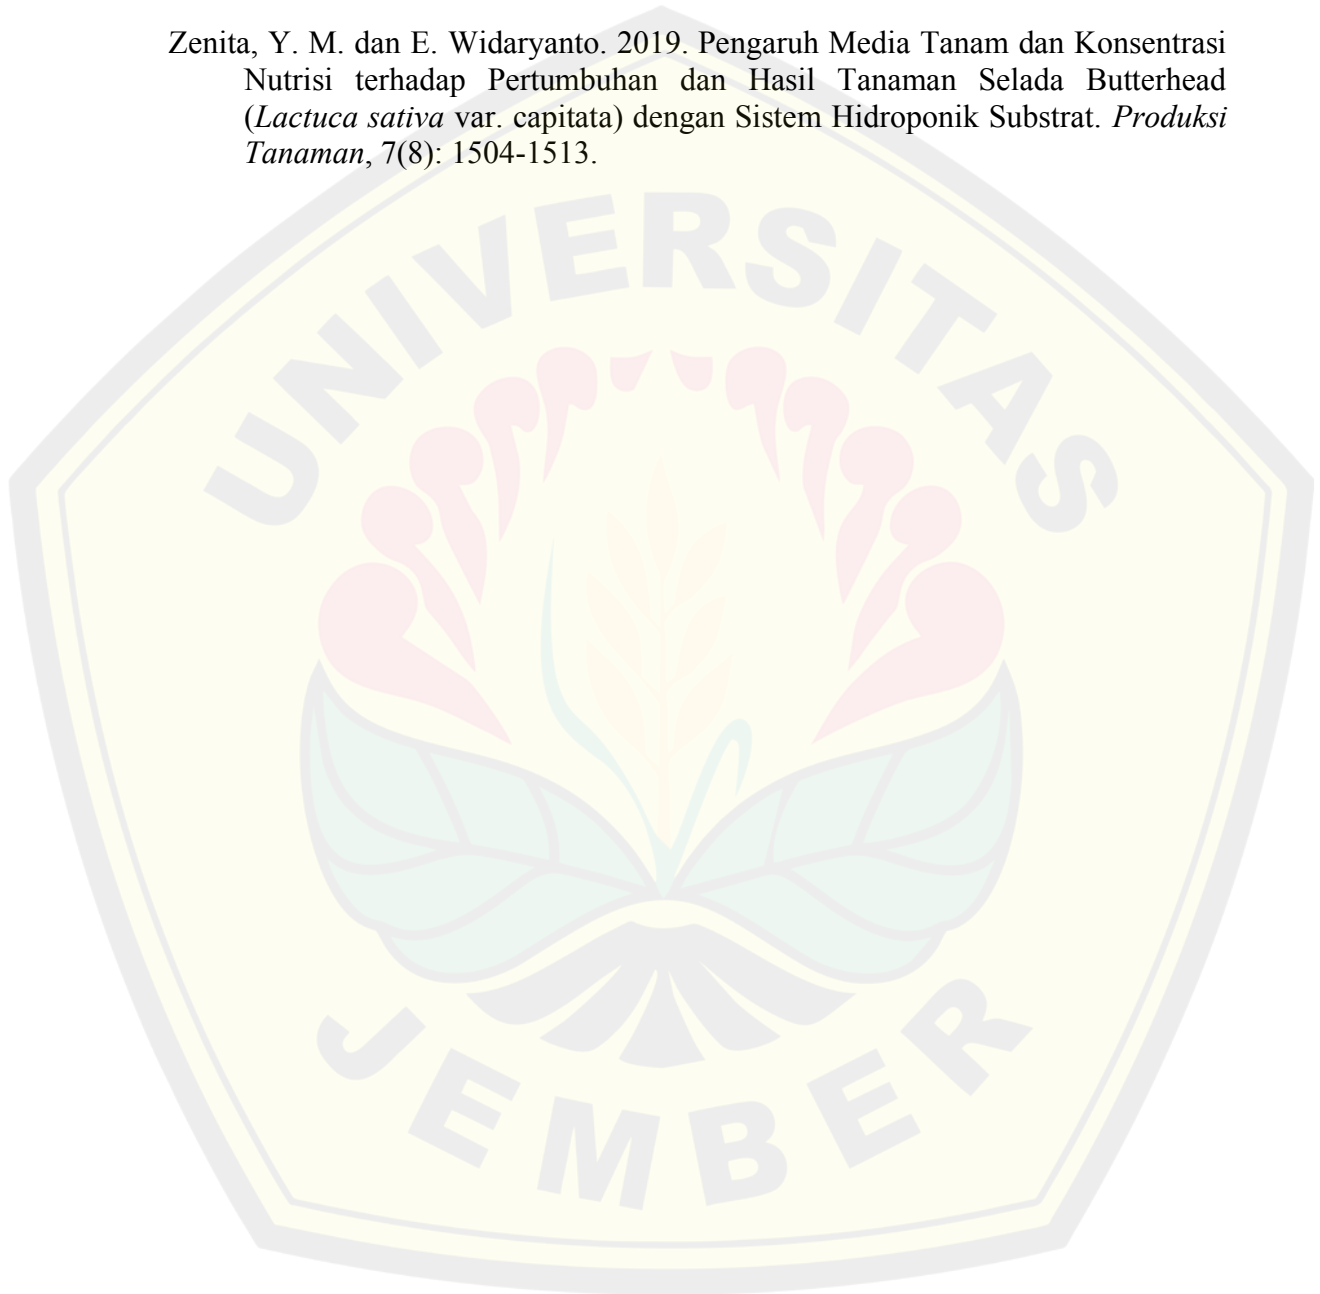 Zenita, Y. M. dan E. Widaryanto. 2019. Pengaruh Media Tanam dan Konsentrasi
Nutrisi terhadap Pertumbuhan dan Hasil Tanaman Selada Butterhead
(Lactuca sativa var. capitata) dengan Sistem Hidroponik Substrat. Produksi
Tanaman, 7(8): 1504-1513.
UNIVERSITAS
JEMBER